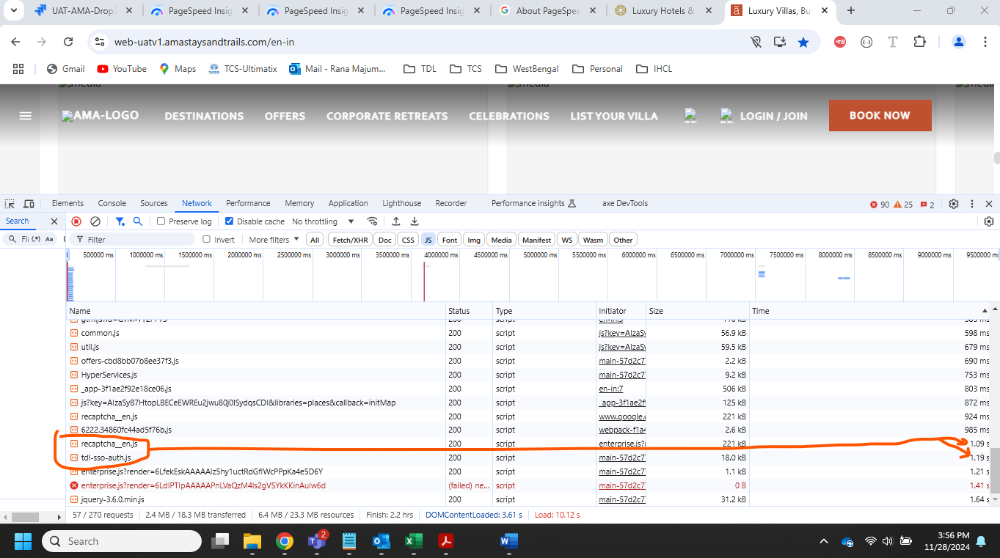 UAT-AMA-Drop3
PageSpeed Insig
PageSpeed Insig
PageSpeed Insig
About PageSpee
Luxury Hotels &
Luxury Villas, Bu
web-uatv1.amastaysandtrails.com/en-in
Gmail YouTube Maps TCS-Ultimatix Mail - Rana Majum... TDL TCS WestBengal Personal IHCL
media media media
AMA-LOGO DESTINATIONS OFFERS CORPORATE RETREATS CELEBRATIONS LIST YOUR VILLA LOGIN / JOIN BOOK NOW
Elements Console Sources Network Performance Memory Application Lighthouse Recorder Performance insights axe DevTools 90 25 2
Search Preserve log Disable cache No throttling
Fi (.*) Aa Filter Invert More filters All Fetch/XHR Doc CSS JS Font Img Media Manifest WS Wasm Other
500000 ms 1000000 ms 1500000 ms 2000000 ms 2500000 ms 3000000 ms 3500000 ms 4000000 ms 4500000 ms 5000000 ms 5500000 ms 6000000 ms 6500000 ms 7000000 ms 7500000 ms 8000000 ms 8500000 ms 9000000 ms 9500000 ms
Name Status Type Initiator Size Time
200 script en-in:5
common.js 200 script js?key=AIzaSy 56.9 kB 598 ms
util.js 200 script js?key=AIzaSy 59.5 kB 679 ms
offers-cbd8bb07b8ee37f3.js 200 script main-57d2c7 2.2 kB 690 ms
HyperServices.js 200 script main-57d2c7 9.2 kB 753 ms
_app-3f1ae2f92e18ce06.js 200 script en-in:7 506 kB 803 ms
js?key=AIzaSyB7HtopLBECeEWREu2jwu80j0ISydqsCDI&libraries=places&callback=initMap 200 script _app-3f1ae2f 125 kB 872 ms
recaptcha__en.js 200 script www.google.c 221 kB 924 ms
6222.34860fc44ad5f76b.js 200 script webpack-f1a4 2.6 kB 985 ms
recaptcha__en.js 200 script enterprise.js?r 221 kB 1.09 s
tdl-sso-auth.js 200 script main-57d2c7 18.0 kB 1.19 s
enterprise.js?render=6LfekEskAAAAAIz5hy1uctRdGfIWcPPpKa4e5D6Y 200 script main-57d2c7 1.1 kB 1.21 s
enterprise.js?render=6LdIPTIpAAAAAPnLVaQzM4Is2gVSYkKKinAuIw6d (failed) ne... script main-57d2c7 0 B 1.41 s
jquery-3.6.0.min.js 200 script main-57d2c7 31.2 kB 1.64 s
57 / 270 requests 2.4 MB / 18.3 MB transferred 6.4 MB / 23.3 MB resources Finish: 2.2 hrs DOMContentLoaded: 3.61 s Load: 10.12 s
Search 2 3:56 PM
11/28/2024